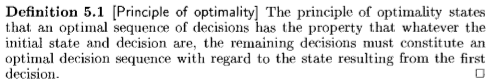 Definition 5.1 [Principle of optimality] The principle of optimality states
that an optimal sequence of decisions has the property that whatever the
initial state and decision are, the remaining decisions must constitute an
optimal decision sequence with regard to the state resulting from the first
decision. □